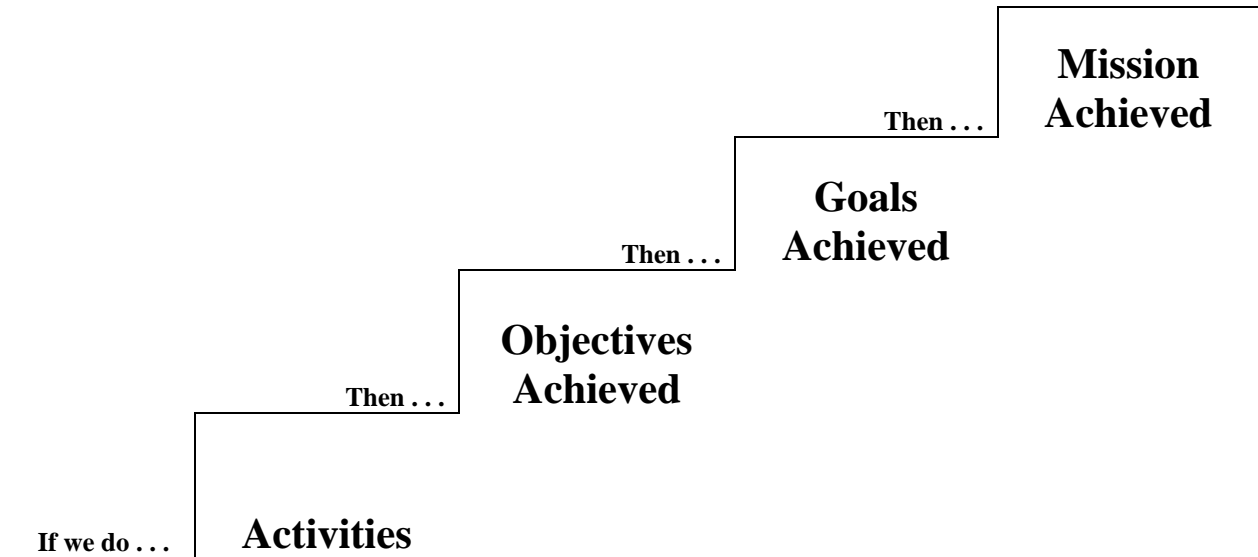 Mission
Achieved
Then . . .
Goals
Achieved
Then . . .
Objectives
Achieved
Then . . .
If we do . . .
Activities